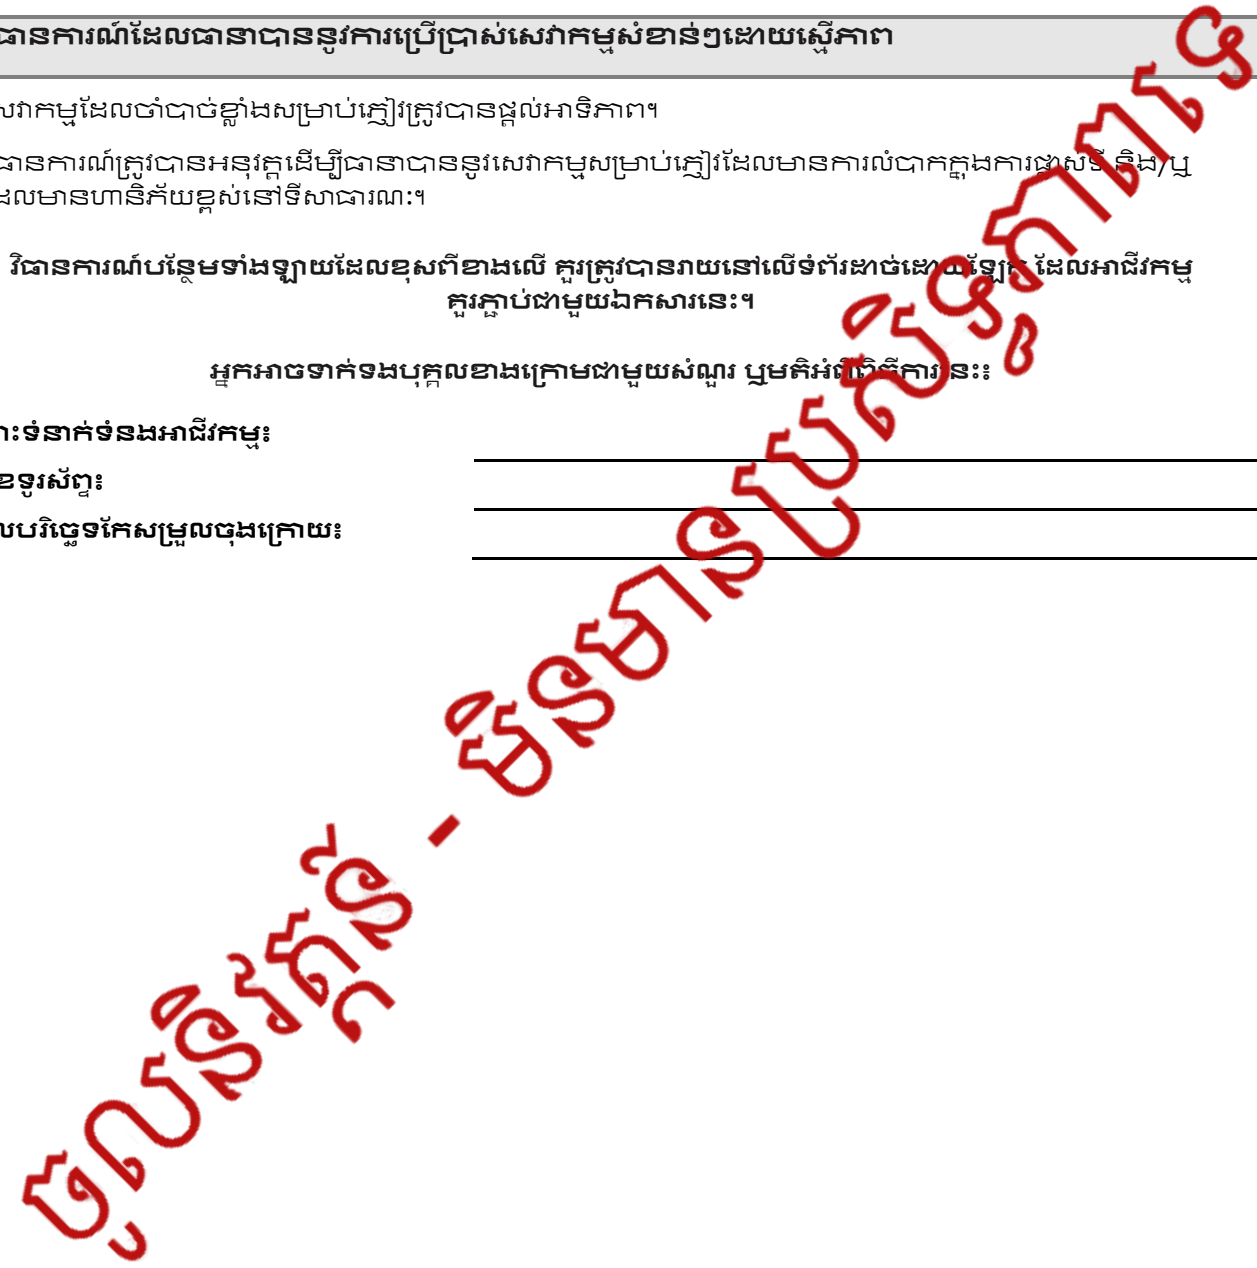 ធានការណ៍ដែលធានាបាននូវការប្រើប្រាស់សេវាកម្មសំខាន់ៗដោយស្មើភាព
សវាកម្មដែលចាំបាច់ខ្លាំងសម្រាប់ភ្ញៀវត្រូវបានផ្តល់អាទិភាព។
ធានការណ៍ត្រូវបានអនុវត្តដើម្បីធានាបាននូវសេវាកម្មសម្រាប់ភ្ញៀវដែលមានការលំបាកក្នុងការផ្លាស់ទី និង/ឬ
ដែលមានហានិភ័យខ្ពស់នៅទីសាធារណៈ។
វិធានការណ៍បន្ថែមទាំងឡាយដែលខុសពីខាងលើ គួរត្រូវបានរាយនៅលើទំព័រដាច់ដោយឡែក ដែលអាជីវកម្ម
គួរភ្ជាប់ជាមួយឯកសារនេះ។
អ្នកអាចទាក់ទងបុគ្គលខាងក្រោមជាមួយសំណួរ ឬមតិអំពីពិធីការនេះ៖
ះទំនាក់ទំនងអាជីវកម្ម៖
ខទូរស័ព្ទ៖
លបរិច្ឆេទកែសម្រួលចុងក្រោយ៖
ចូលនិវត្តន៍ - មិនមានប្រសិទ្ធភាពទេ